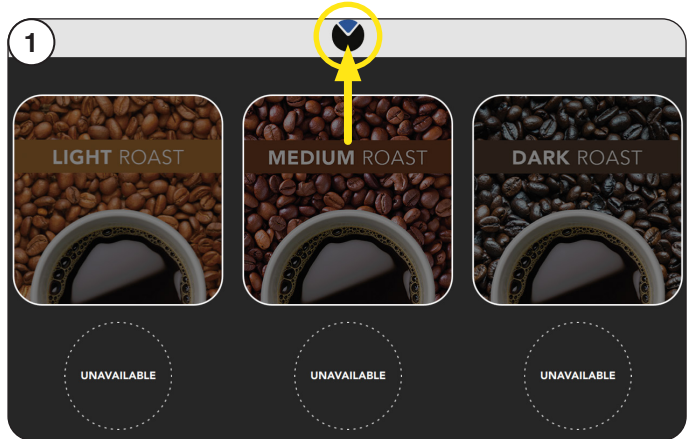 1
LIGHT ROAST
MEDIUM ROAST
DARK ROAST
UNAVAILABLE
UNAVAILABLE
UNAVAILABLE